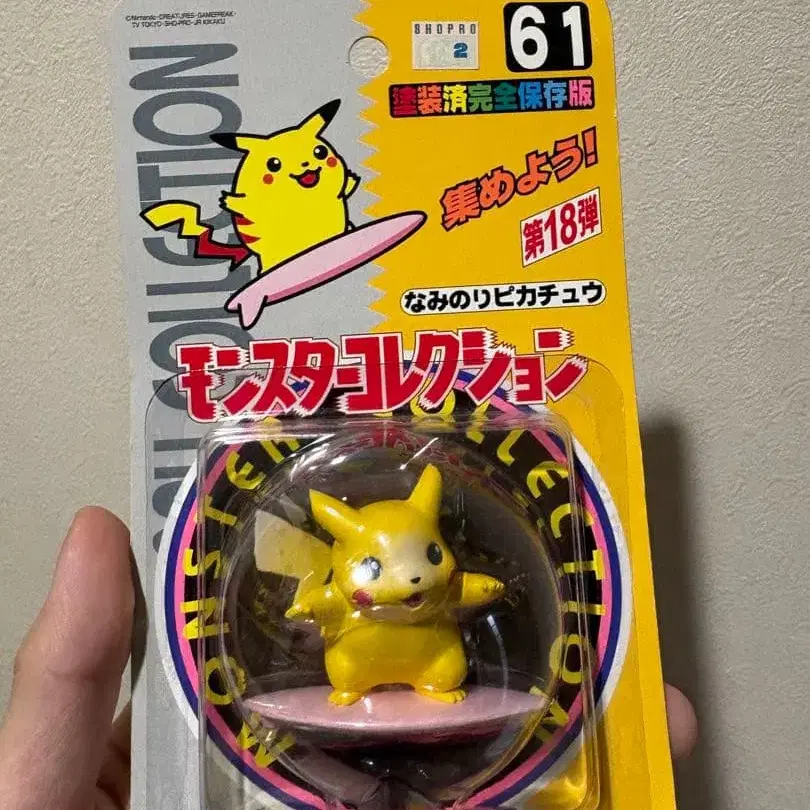 ©Nintendo・CREATURES・GAMEFREAK・
TV TOKYO・SHO-PRO・JR KIKAKU
SHOPRO
2
61
塗装済完全保存版
集めよう!
第18弾
なみのりピカチュウ
モンスターコレクション
COLLECTION
MONSTER COLLECTION